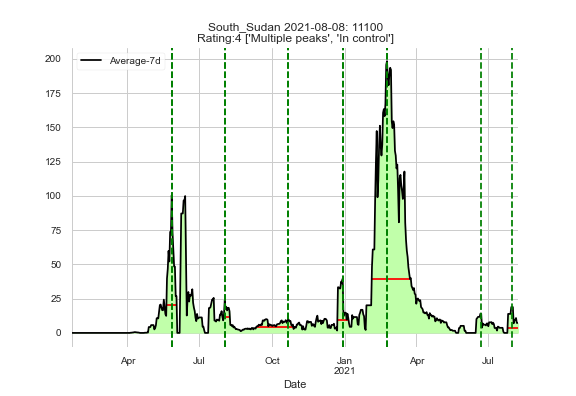 South_Sudan 2021-08-08: 11100
Rating:4 ['Multiple peaks', 'In control']
Average-7d
200
175
150
125
100
75
50
25
0
Apr
Jul
Oct
Jan
2021
Apr
Jul
Date